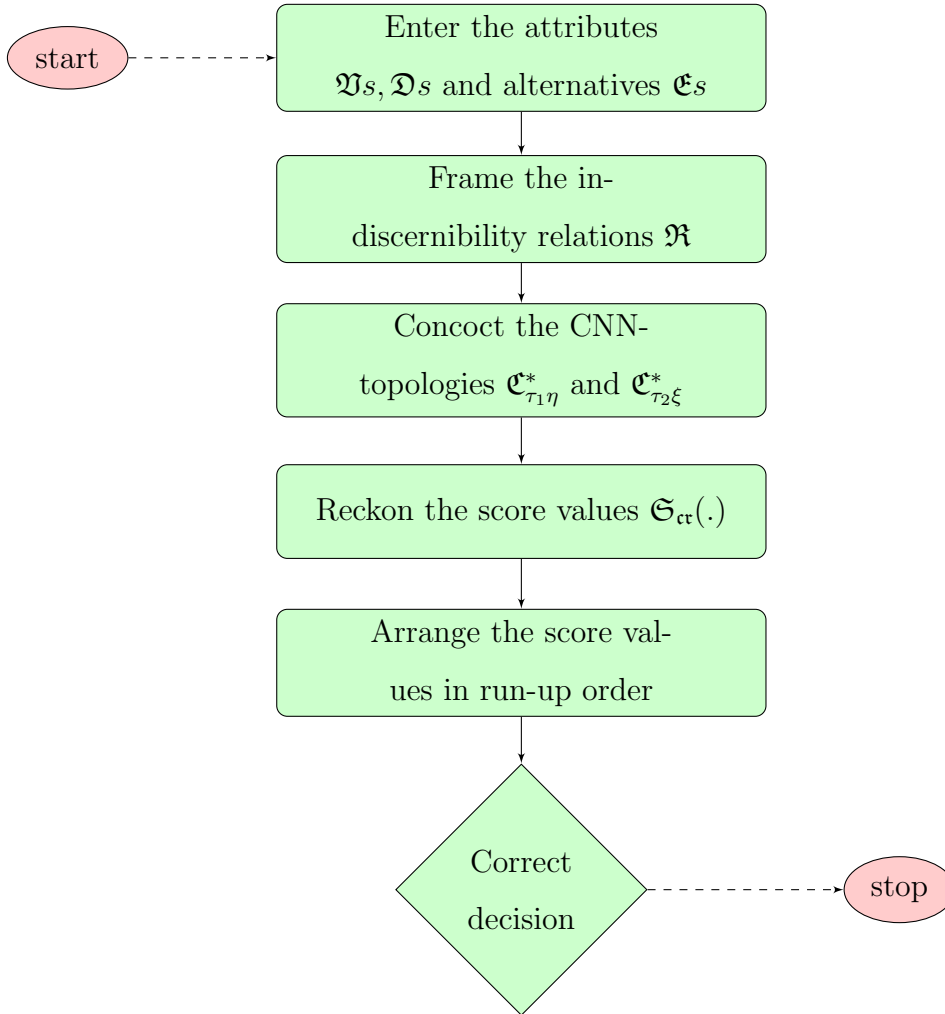 start
Enter the attributes
𝔙s, 𝔇s and alternatives 𝔈s
Frame the in-
discernibility relations ℜ
Concoct the CNN-
topologies ℭ*τ₁η and ℭ*τ₂ξ
Reckon the score values 𝔖𝔠𝔯(.)
Arrange the score val-
ues in run-up order
Correct
decision
stop